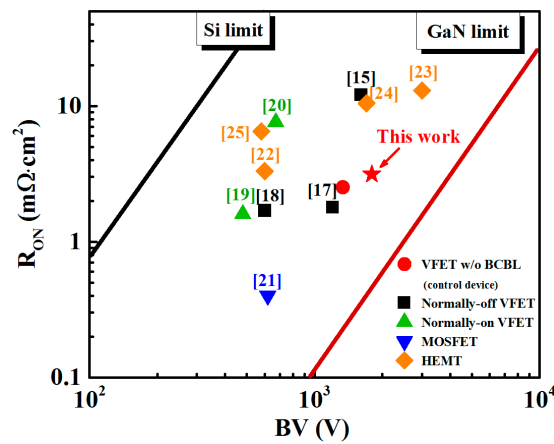 Si limit
GaN limit
[15]
[23]
[24]
[20]
[25]
[22]
This work
[19]
[18]
[17]
[21]
VFET w/o BCBL
(control device)
Normally-off VFET
Normally-on VFET
MOSFET
HEMT
10
1
0.1
R_ON (mΩ·cm²)
10²
10³
10⁴
BV (V)